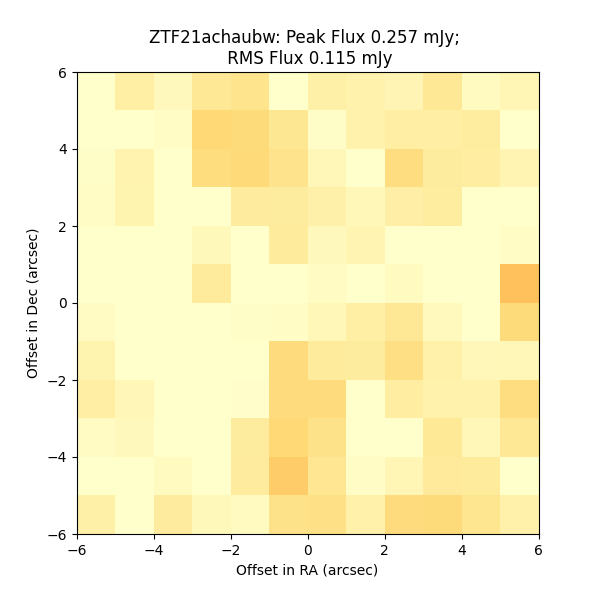 ZTF21achaubw: Peak Flux 0.257 mJy;
RMS Flux 0.115 mJy
6
4
2
0
−2
−4
−6
Offset in Dec (arcsec)
−6 −4 −2 0 2 4 6
Offset in RA (arcsec)